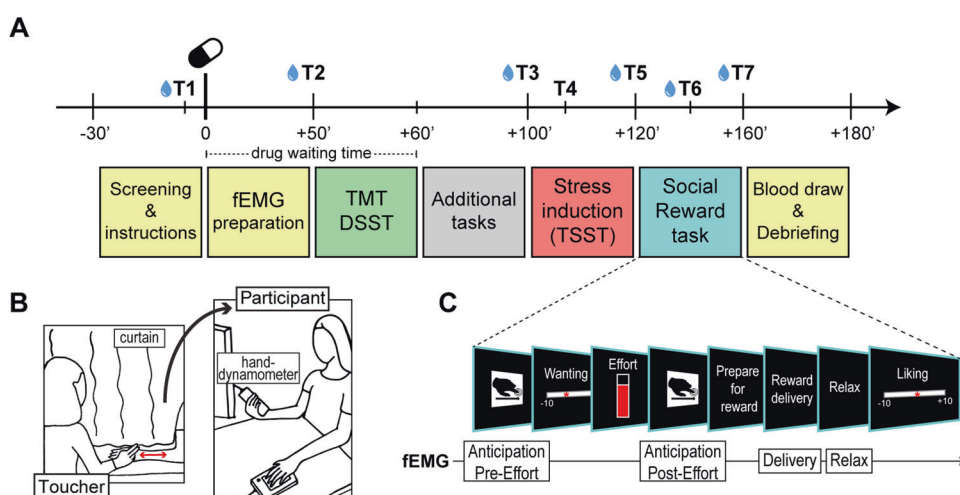 A
T1
T2
T3
T4
T5
T6
T7
-30’
0
+50’
+60’
+100’
+120’
+160’
+180’
drug waiting time
Screening
&
instructions
fEMG
preparation
TMT
DSST
Additional
tasks
Stress
induction
(TSST)
Social
Reward
task
Blood draw
&
Debriefing
B
Participant
curtain
hand-
dynamometer
Toucher
C
Wanting
-10
Effort
Prepare
for
reward
Reward
delivery
Relax
Liking
-10
+10
fEMG
Anticipation
Pre-Effort
Anticipation
Post-Effort
Delivery
Relax